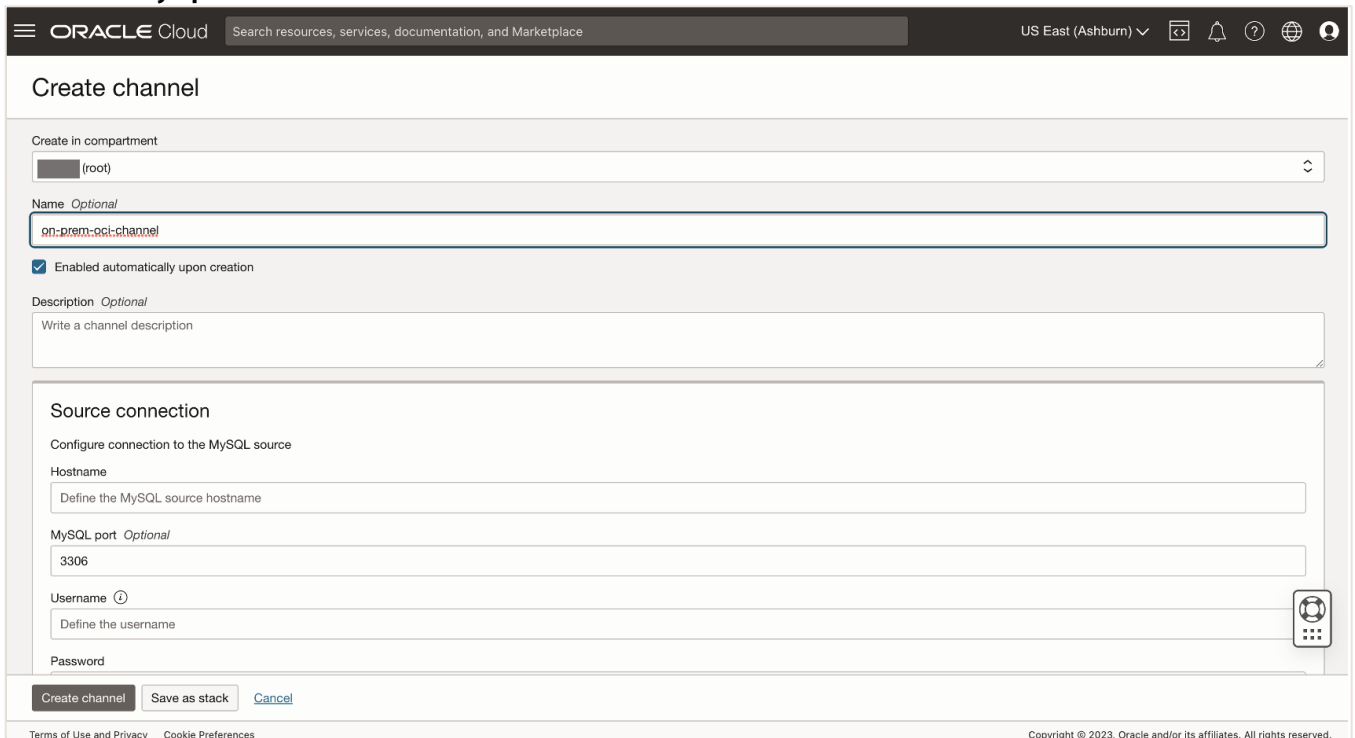 ORACLE Cloud
Search resources, services, documentation, and Marketplace
US East (Ashburn)
Create channel
Create in compartment
(root)
Name Optional
on-prem-oci-channel
Enabled automatically upon creation
Description Optional
Write a channel description
Source connection
Configure connection to the MySQL source
Hostname
Define the MySQL source hostname
MySQL port Optional
3306
Username
Define the username
Password
Create channel Save as stack Cancel
Terms of Use and Privacy Cookie Preferences
Copyright © 2023, Oracle and/or its affiliates. All rights reserved.